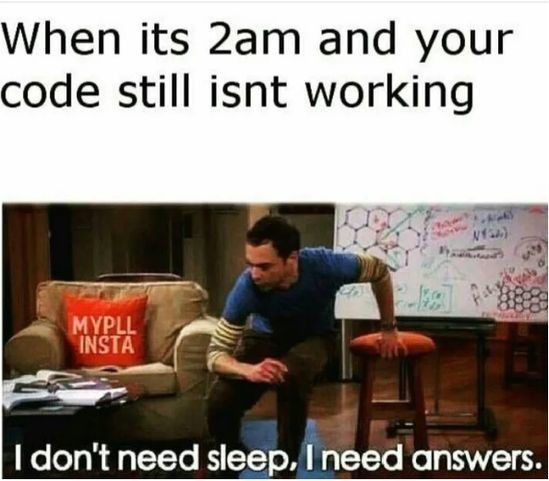 When its 2am and your
code still isnt working
MYPLL
INSTA
I don't need sleep, I need answers.